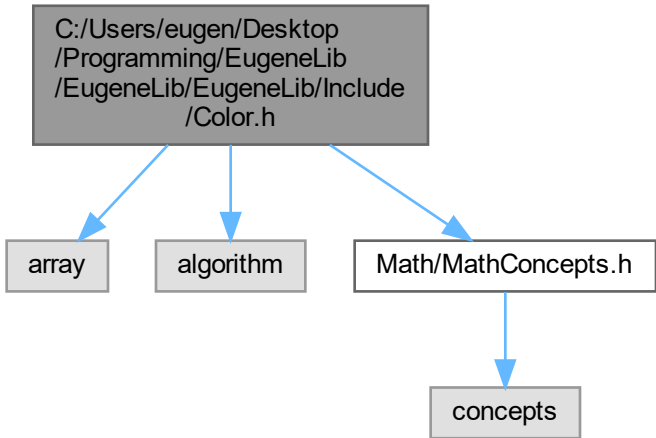 C:/Users/eugen/Desktop
/Programming/EugeneLib
/EugeneLib/EugeneLib/Include
/Color.h
array
algorithm
Math/MathConcepts.h
concepts